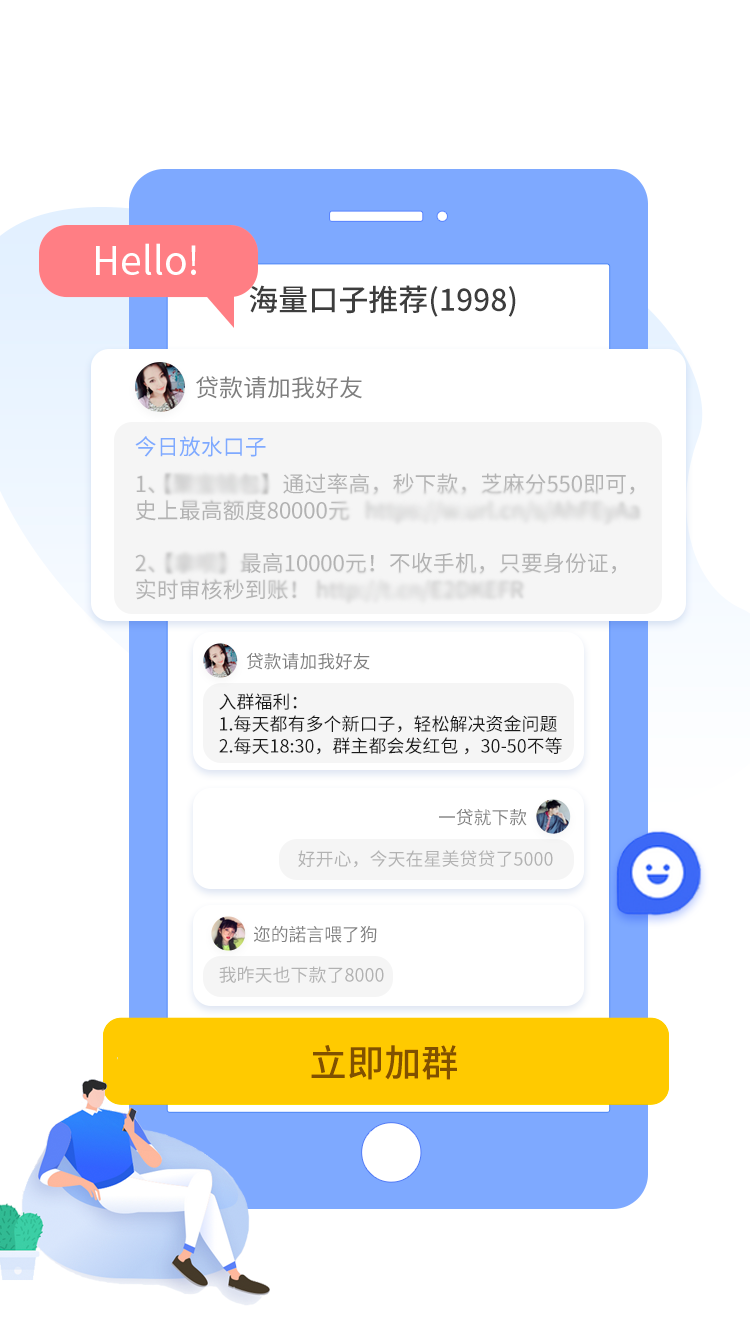 Hello!
海量口子推荐(1998)
贷款请加我好友
今日放水口子
1、【 】通过率高，秒下款，芝麻分550即可，
史上最高额度80000元
2、【 】最高10000元！不收手机，只要身份证，
实时审核秒到账！
贷款请加我好友
入群福利：
1.每天都有多个新口子，轻松解决资金问题
2.每天18:30，群主都会发红包 ，30-50不等
一贷就下款
好开心，今天在星美贷贷了5000
迩的諾言喂了狗
我昨天也下款了8000
立即加群